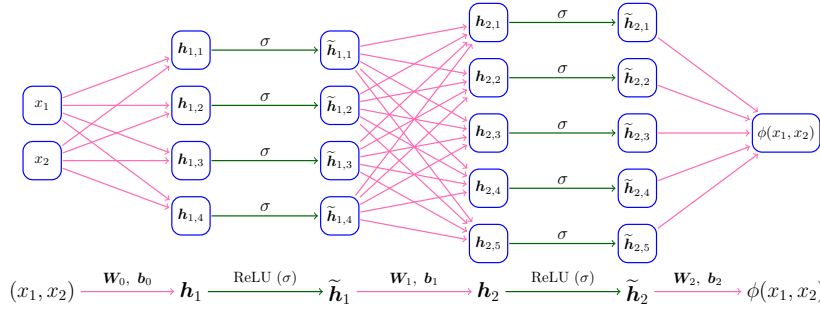 h₂,₁ σ h̃₂,₁
h₁,₁ σ h̃₁,₁
h₂,₂ σ h̃₂,₂
x₁
h₁,₂ σ h̃₁,₂
h₂,₃ σ h̃₂,₃ ϕ(x₁, x₂)
x₂
h₁,₃ σ h̃₁,₃
h₂,₄ σ h̃₂,₄
h₁,₄ σ h̃₁,₄
h₂,₅ σ h̃₂,₅
W₀, b₀ ReLU (σ) W₁, b₁ ReLU (σ) W₂, b₂
(x₁, x₂) h₁ h̃₁ h₂ h̃₂ ϕ(x₁, x₂)